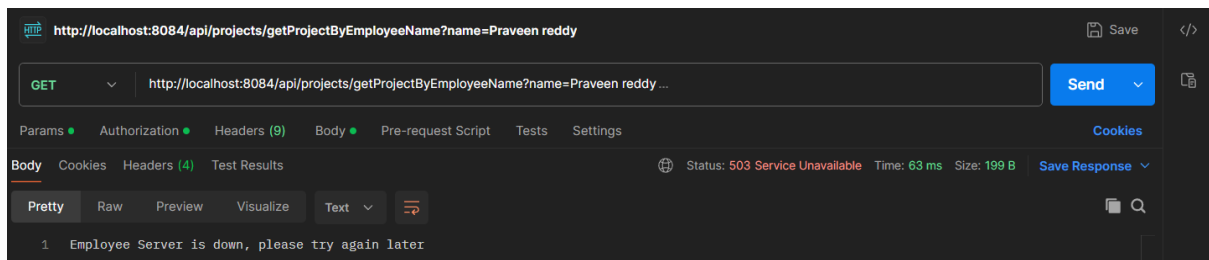 HTTP http://localhost:8084/api/projects/getProjectByEmployeeName?name=Praveen reddy Save </>
GET http://localhost:8084/api/projects/getProjectByEmployeeName?name=Praveen reddy ... Send
Params Authorization Headers (9) Body Pre-request Script Tests Settings Cookies
Body Cookies Headers (4) Test Results Status: 503 Service Unavailable Time: 63 ms Size: 199 B Save Response
Pretty Raw Preview Visualize Text
1 Employee Server is down, please try again later